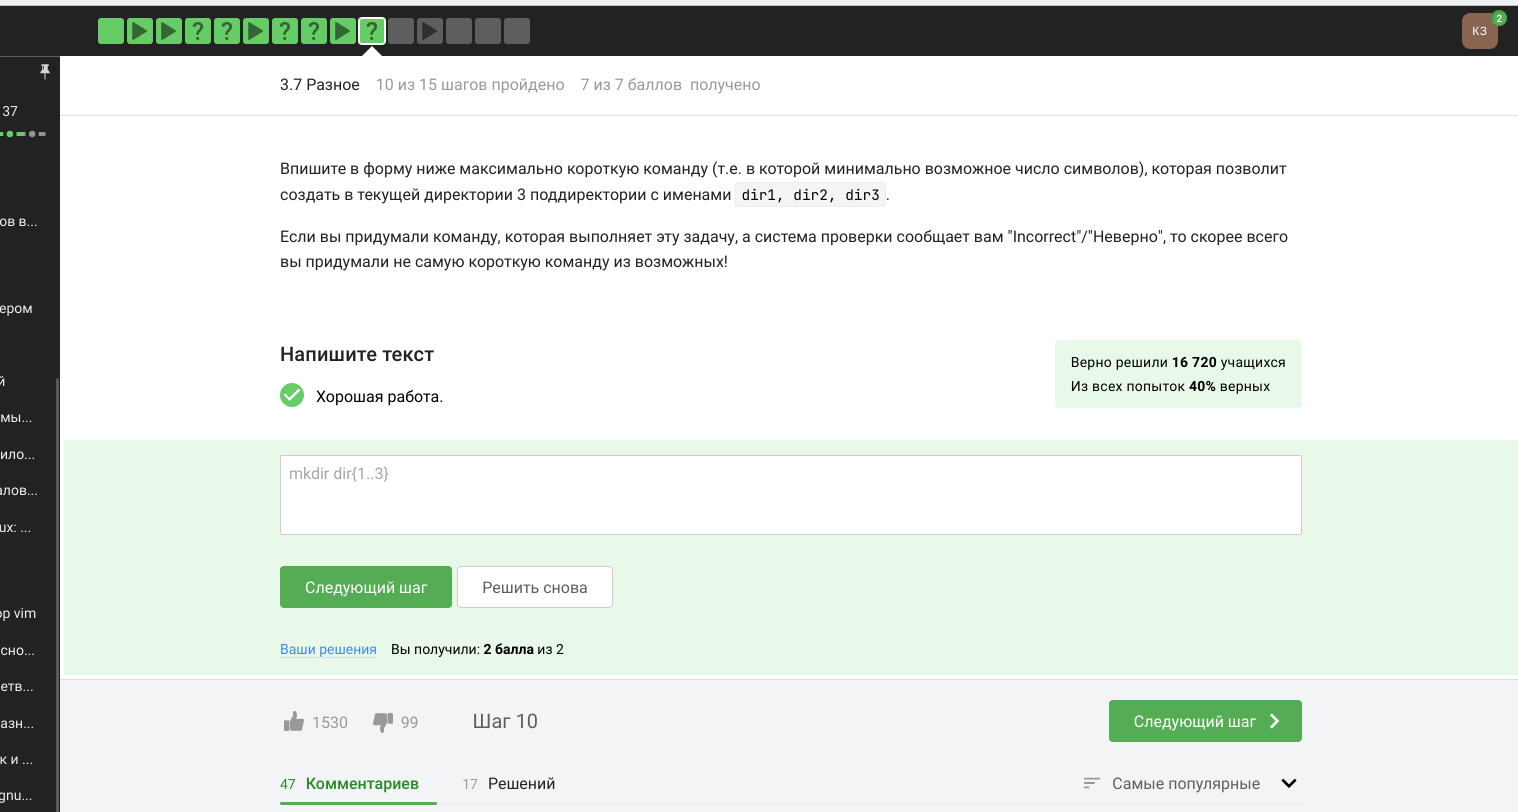 ? ? ? ? ?
КЗ
2
3.7 Разное 10 из 15 шагов пройдено 7 из 7 баллов получено
37
Впишите в форму ниже максимально короткую команду (т.е. в которой минимально возможное число символов), которая позволит
создать в текущей директории 3 поддиректории с именами dir1, dir2, dir3.
ов в...
Если вы придумали команду, которая выполняет эту задачу, а система проверки сообщает вам "Incorrect"/"Неверно", то скорее всего
вы придумали не самую короткую команду из возможных!
ером
Напишите текст
Верно решили 16 720 учащихся
Из всех попыток 40% верных
й
Хорошая работа.
мы...
ило...
mkdir dir{1..3}
алов...
ux: ...
Следующий шаг Решить снова
ор vim
сно...
Ваши решения Вы получили: 2 балла из 2
етв...
азн...
1530 99 Шаг 10 Следующий шаг
к и ...
47 Комментариев 17 Решений Самые популярные
gnu...